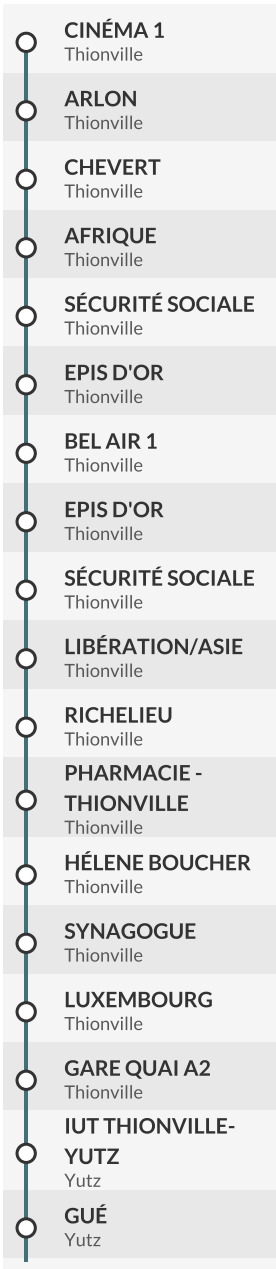 CINÉMA 1
Thionville
ARLON
Thionville
CHEVERT
Thionville
AFRIQUE
Thionville
SÉCURITÉ SOCIALE
Thionville
EPIS D'OR
Thionville
BEL AIR 1
Thionville
EPIS D'OR
Thionville
SÉCURITÉ SOCIALE
Thionville
LIBÉRATION/ASIE
Thionville
RICHELIEU
Thionville
PHARMACIE -
THIONVILLE
Thionville
HÉLENE BOUCHER
Thionville
SYNAGOGUE
Thionville
LUXEMBOURG
Thionville
GARE QUAI A2
Thionville
IUT THIONVILLE-
YUTZ
Yutz
GUÉ
Yutz